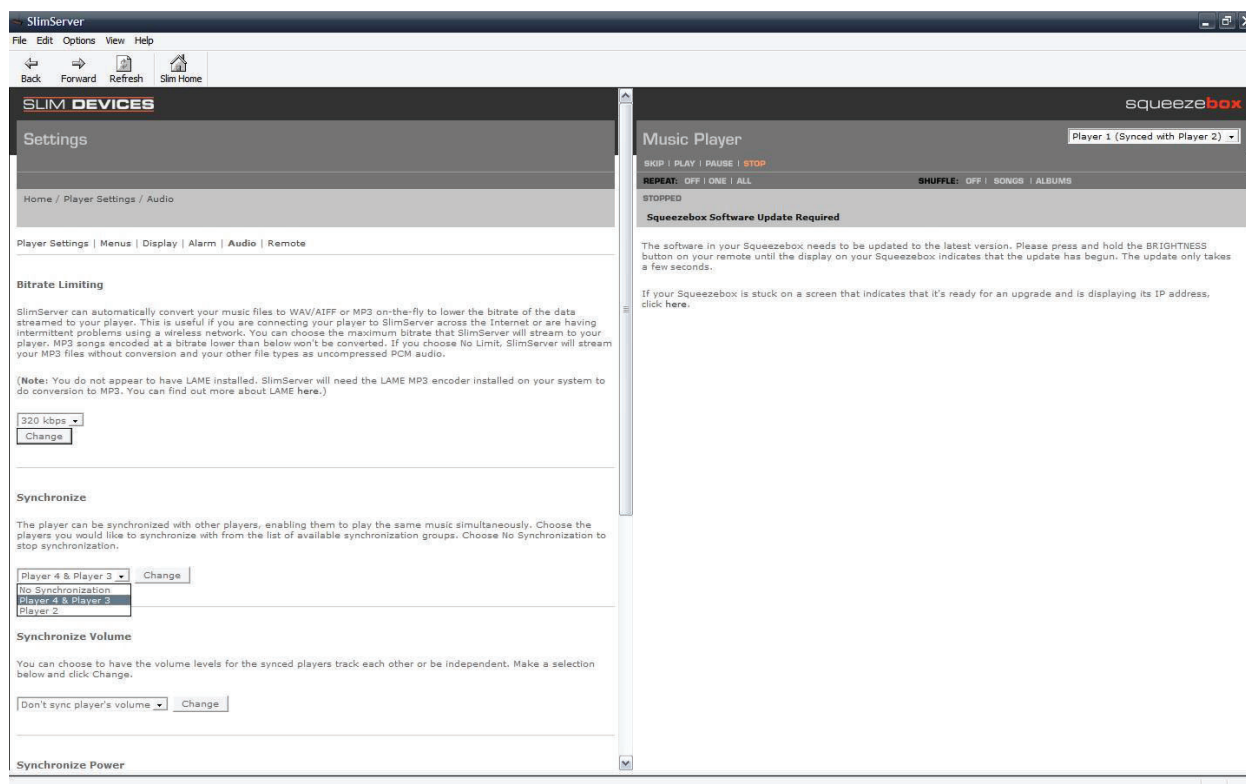 SlimServer
File Edit Options View Help
Back Forward Refresh Slim Home
SLIM DEVICES
Settings
Home / Player Settings / Audio
Player Settings | Menus | Display | Alarm | Audio | Remote
Bitrate Limiting
SlimServer can automatically convert your music files to WAV/AIFF or MP3 on-the-fly to lower the bitrate of the data
streamed to your player. This is useful if you are connecting your player to SlimServer across the Internet or are having
intermittent problems using a wireless network. You can choose the maximum bitrate that SlimServer will stream to your
player. MP3 songs encoded at a bitrate lower than below won't be converted. If you choose No Limit, SlimServer will stream
your MP3 files without conversion and your other file types as uncompressed PCM audio.
(Note: You do not appear to have LAME installed. SlimServer will need the LAME MP3 encoder installed on your system to
do conversion to MP3. You can find out more about LAME here.)
320 kbps
Change
Synchronize
The player can be synchronized with other players, enabling them to play the same music simultaneously. Choose the
players you would like to synchronize with from the list of available synchronization groups. Choose No Synchronization to
stop synchronization.
Player 4 & Player 3 Change
No Synchronization
Player 4 & Player 3
Player 2
Synchronize Volume
You can choose to have the volume levels for the synced players track each other or be independent. Make a selection
below and click Change.
Don't sync player's volume Change
Synchronize Power
squeezebox
Music Player
Player 1 (Synced with Player 2)
SKIP | PLAY | PAUSE | STOP
REPEAT: OFF | ONE | ALL SHUFFLE: OFF | SONGS | ALBUMS
STOPPED
Squeezebox Software Update Required
The software in your Squeezebox needs to be updated to the latest version. Please press and hold the BRIGHTNESS
button on your remote until the display on your Squeezebox indicates that the update has begun. The update only takes
a few seconds.
If your Squeezebox is stuck on a screen that indicates that it's ready for an upgrade and is displaying its IP address,
click here.